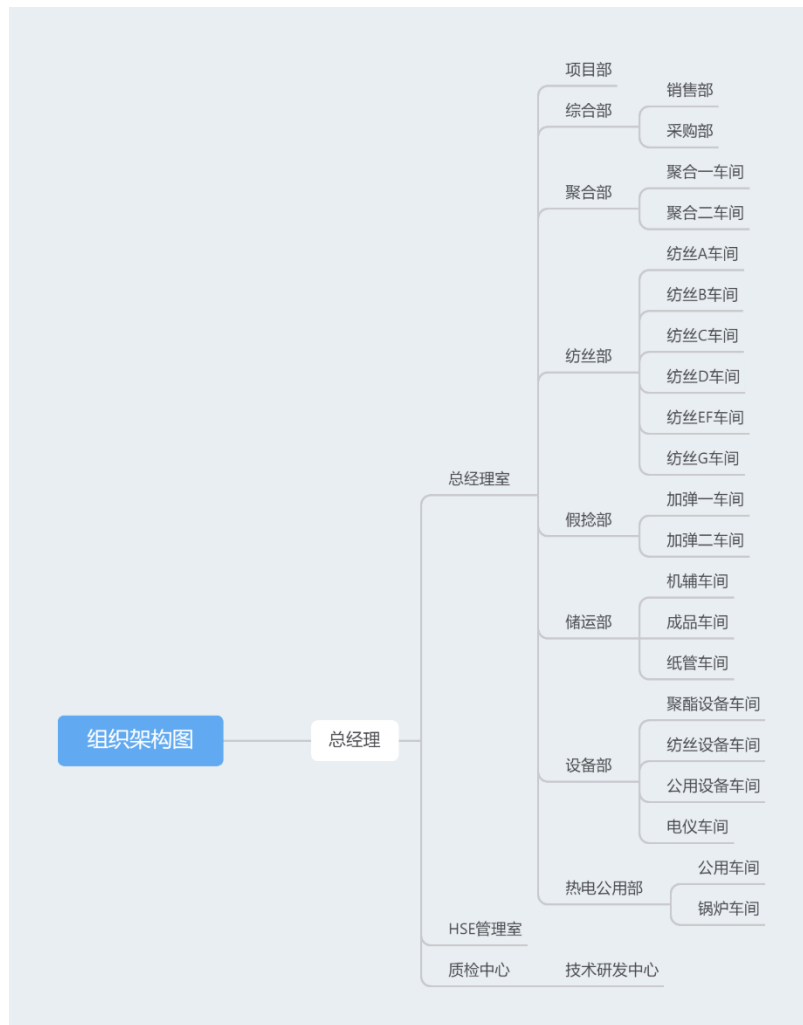 项目部
销售部
综合部
采购部
聚合一车间
聚合部
聚合二车间
纺丝A车间
纺丝B车间
纺丝C车间
纺丝部
纺丝D车间
纺丝EF车间
纺丝G车间
总经理室
加弹一车间
假捻部
加弹二车间
机辅车间
储运部
成品车间
纸管车间
聚酯设备车间
组织架构图
总经理
纺丝设备车间
设备部
公用设备车间
电仪车间
公用车间
热电公用部
锅炉车间
HSE管理室
质检中心
技术研发中心